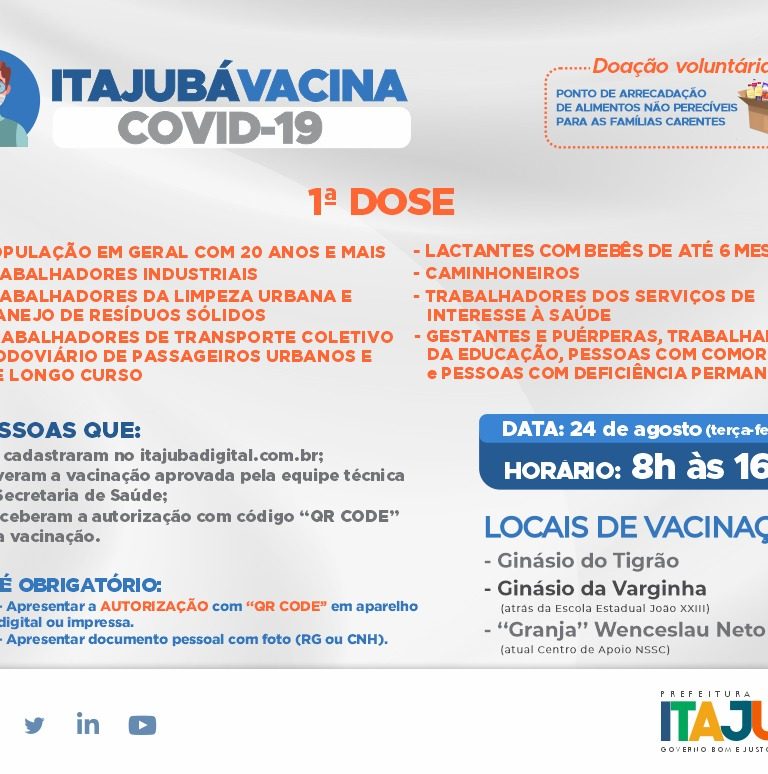 ITAJUBÁVACINA
COVID-19
Doação voluntária
PONTO DE ARRECADAÇÃO
DE ALIMENTOS NÃO PERECÍVEIS
PARA AS FAMÍLIAS CARENTES
1ª DOSE
OPULAÇÃO EM GERAL COM 20 ANOS E MAIS
ABALHADORES INDUSTRIAIS
ABALHADORES DA LIMPEZA URBANA E
ANEJO DE RESÍDUOS SÓLIDOS
ABALHADORES DE TRANSPORTE COLETIVO
ODOVIÁRIO DE PASSAGEIROS URBANOS E
E LONGO CURSO
- LACTANTES COM BEBÊS DE ATÉ 6 MES
- CAMINHONEIROS
- TRABALHADORES DOS SERVIÇOS DE
INTERESSE À SAÚDE
- GESTANTES E PUÉRPERAS, TRABALHA
DA EDUCAÇÃO, PESSOAS COM COMOR
e PESSOAS COM DEFICIÊNCIA PERMAN
SSOAS QUE:
cadastraram no itajubadigital.com.br;
veram a vacinação aprovada pela equipe técnica
Secretaria de Saúde;
ceberam a autorização com código “QR CODE”
a vacinação.
É OBRIGATÓRIO:
- Apresentar a AUTORIZAÇÃO com “QR CODE” em aparelho
digital ou impressa.
- Apresentar documento pessoal com foto (RG ou CNH).
DATA: 24 de agosto (terça-fe
HORÁRIO: 8h às 16
LOCAIS DE VACINAÇ
- Ginásio do Tigrão
- Ginásio da Varginha
(atrás da Escola Estadual João XXIII)
- “Granja” Wenceslau Neto
(atual Centro de Apoio NSSC)
PREFEITURA
ITAJU
GOVERNO BOM E JUSTO